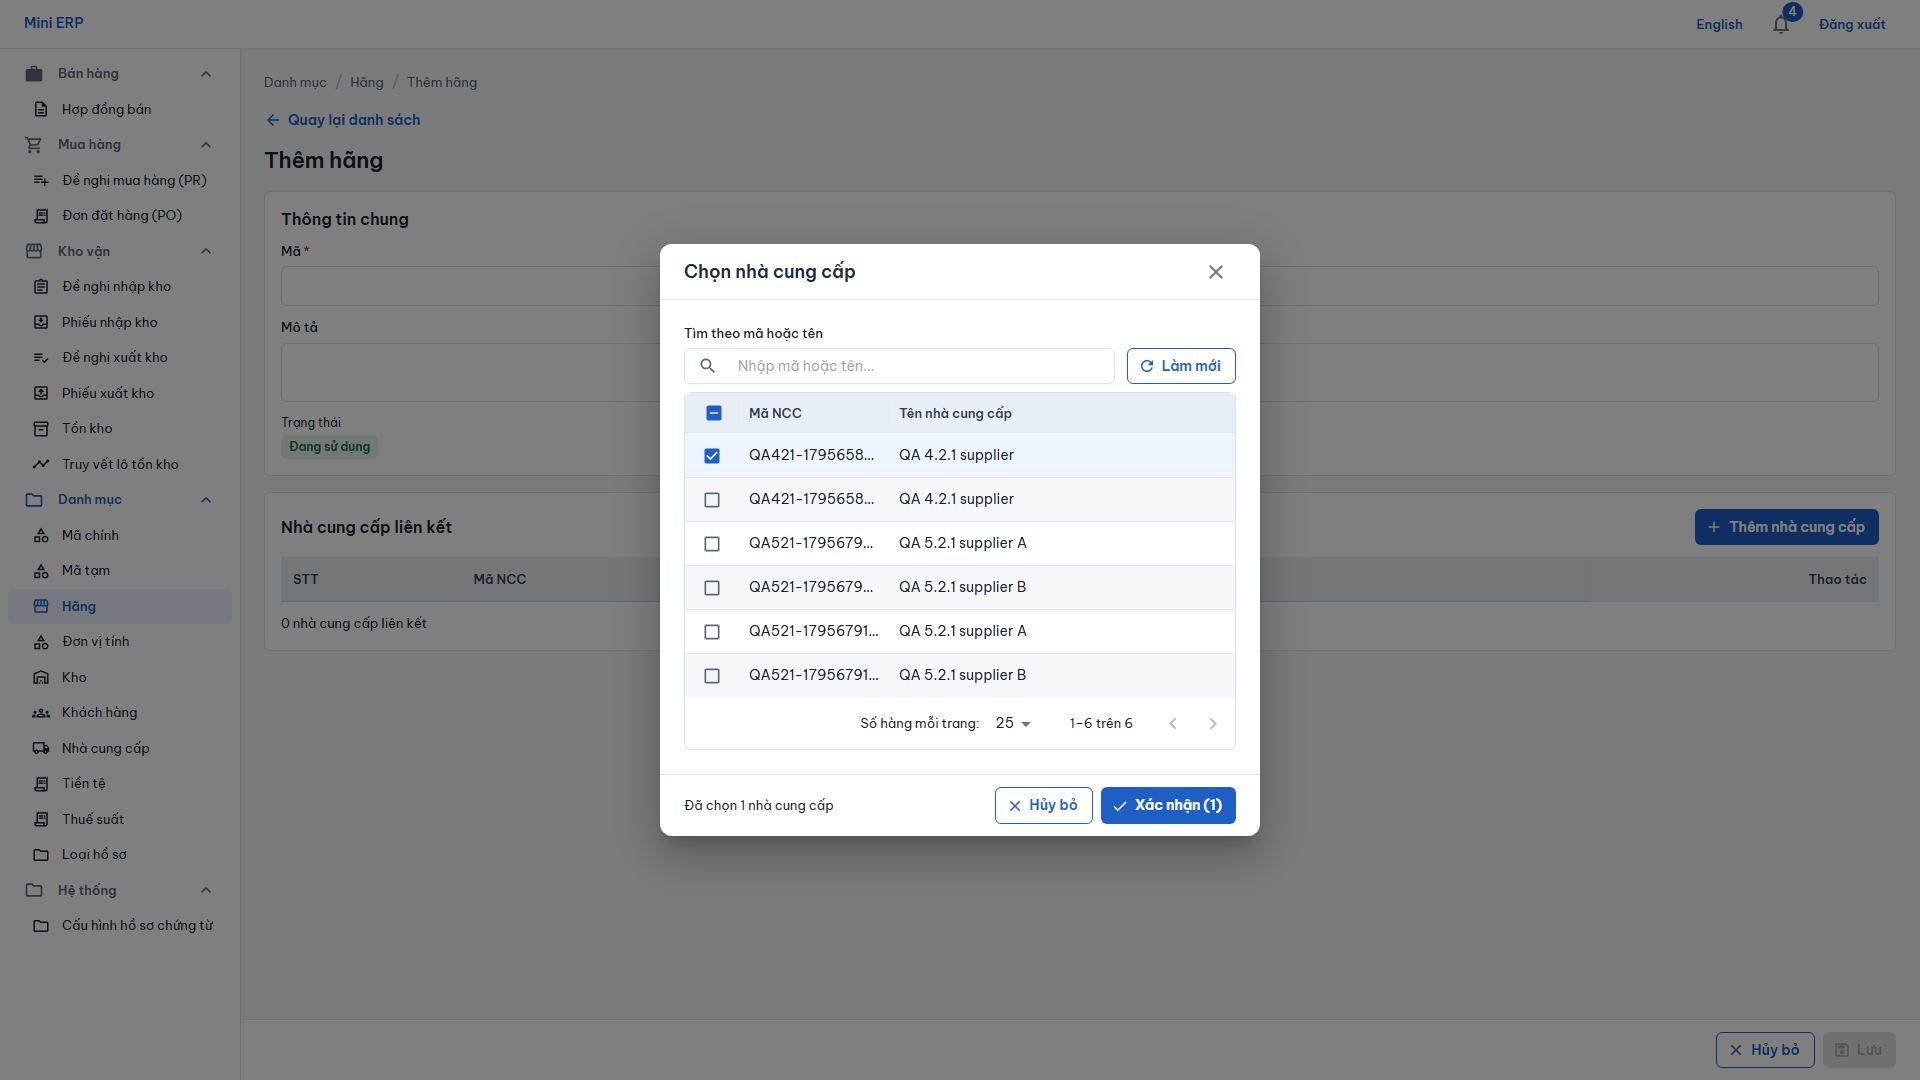 Mini ERP
English
4
Đăng xuất
Bán hàng
Hợp đồng bán
Mua hàng
Đề nghị mua hàng (PR)
Đơn đặt hàng (PO)
Kho vận
Đề nghị nhập kho
Phiếu nhập kho
Đề nghị xuất kho
Phiếu xuất kho
Tồn kho
Truy vết lô tồn kho
Danh mục
Mã chính
Mã tạm
Hãng
Đơn vị tính
Kho
Khách hàng
Nhà cung cấp
Tiền tệ
Thuế suất
Loại hồ sơ
Hệ thống
Cấu hình hồ sơ chứng từ
Danh mục / Hãng / Thêm hãng
Quay lại danh sách
Thêm hãng
Thông tin chung
Mã *
Mô tả
Trạng thái
Đang sử dụng
Nhà cung cấp liên kết
Thêm nhà cung cấp
STT Mã NCC Thao tác
0 nhà cung cấp liên kết
Chọn nhà cung cấp
Tìm theo mã hoặc tên
Nhập mã hoặc tên...
Làm mới
Mã NCC Tên nhà cung cấp
QA421-1795658... QA 4.2.1 supplier
QA421-1795658... QA 4.2.1 supplier
QA521-1795679... QA 5.2.1 supplier A
QA521-1795679... QA 5.2.1 supplier B
QA521-17956791... QA 5.2.1 supplier A
QA521-17956791... QA 5.2.1 supplier B
Số hàng mỗi trang: 25 1–6 trên 6
Đã chọn 1 nhà cung cấp
Hủy bỏ
Xác nhận (1)
Hủy bỏ
Lưu